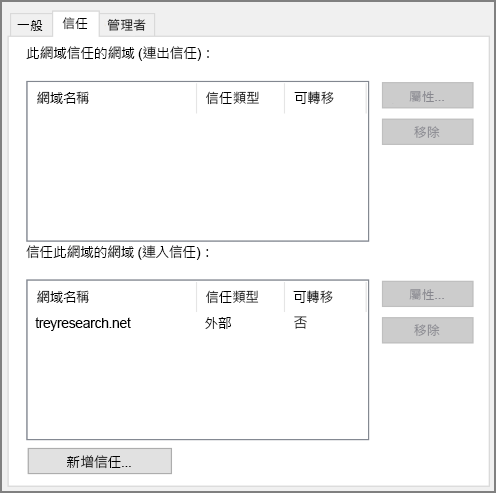 一般 信任 管理者
此網域信任的網域 (連出信任)：
網域名稱 信任類型 可轉移
屬性...
移除
信任此網域的網域 (連入信任)：
網域名稱 信任類型 可轉移
屬性...
treyresearch.net 外部 否
移除
新增信任...